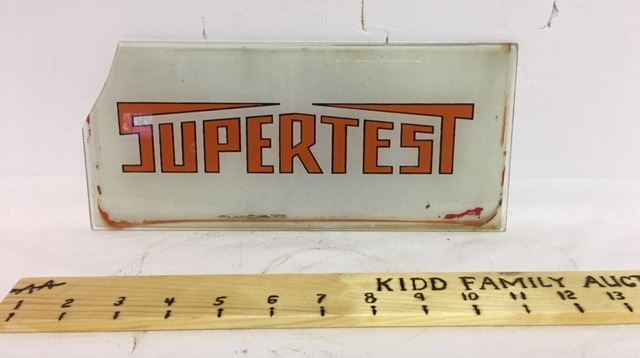 SUPERTEST
KIDD FAMILY AUCT
1 2 3 4 5 6 7 8 9 10 11 12 13